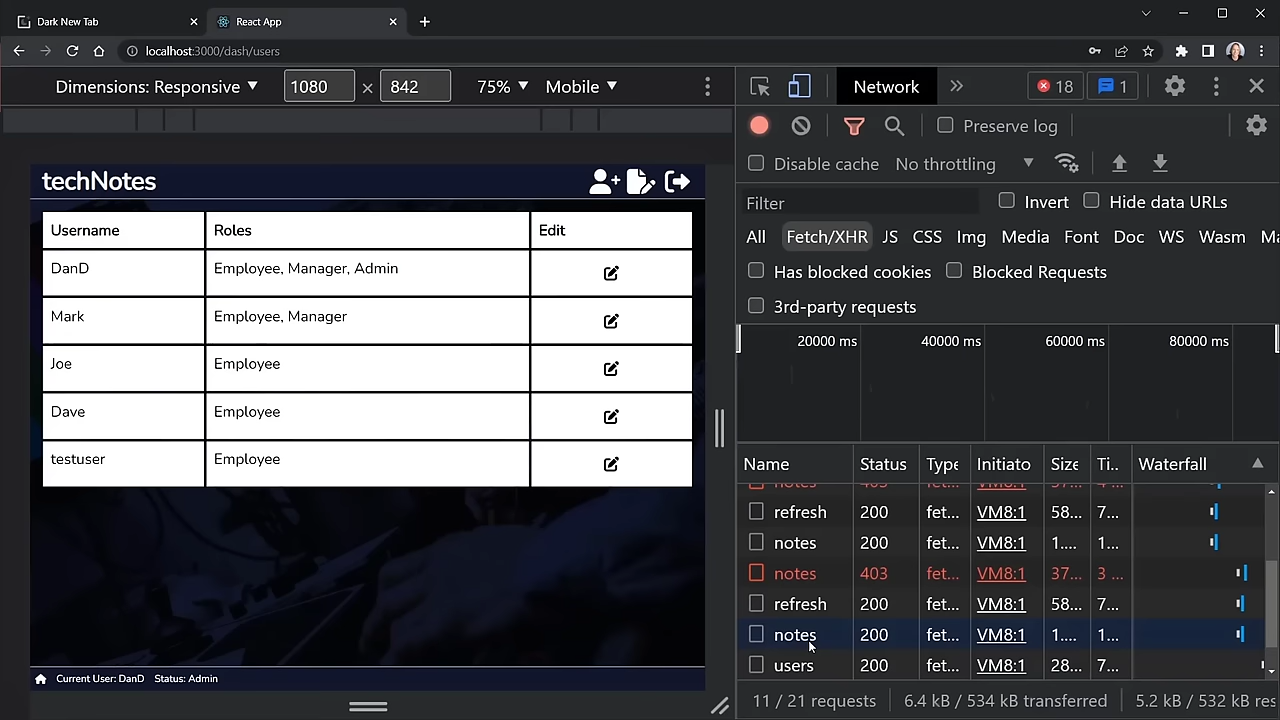 Dark New Tab
React App
localhost:3000/dash/users
Dimensions: Responsive 1080 × 842 75% Mobile
Network
18
1
Preserve log
Disable cache No throttling
Filter
Invert Hide data URLs
All Fetch/XHR JS CSS Img Media Font Doc WS Wasm Ma
Has blocked cookies Blocked Requests
3rd-party requests
20000 ms 40000 ms 60000 ms 80000 ms
techNotes
Username Roles Edit
DanD Employee, Manager, Admin
Mark Employee, Manager
Joe Employee
Dave Employee
testuser Employee
Current User: DanD Status: Admin
Name Status Type Initiato Size Ti.. Waterfall
notes 403
refresh 200 fet... VM8:1 58... 7...
notes 200 fet... VM8:1 1.... 1...
notes 403 fet... VM8:1 37... 3 ...
refresh 200 fet... VM8:1 58... 7...
notes 200 fet... VM8:1 1.... 1...
users 200 fet... VM8:1 28... 7...
11 / 21 requests 6.4 kB / 534 kB transferred 5.2 kB / 532 kB res